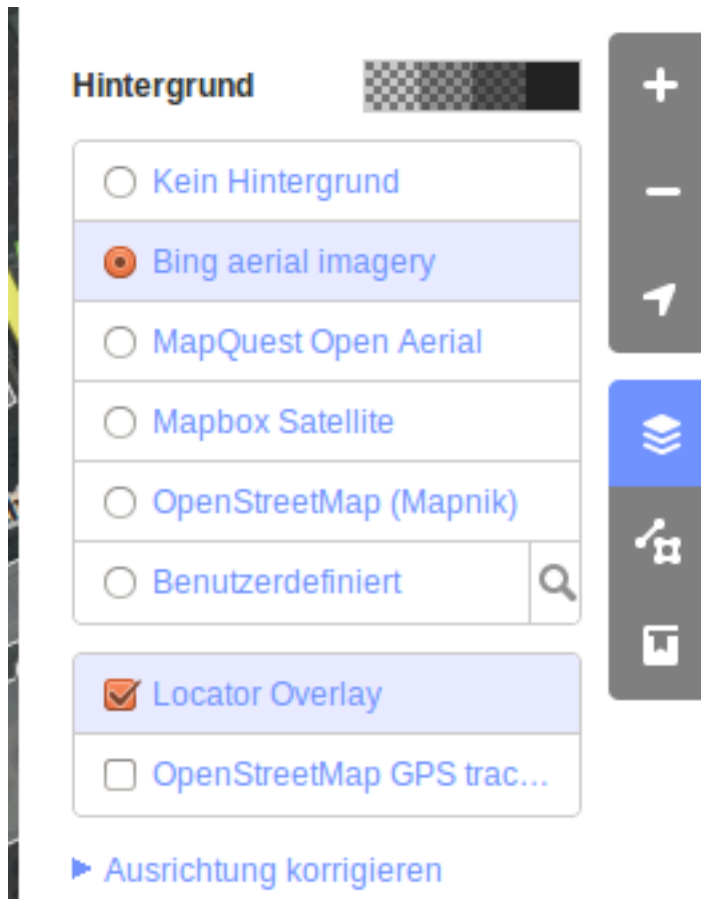 Hintergrund
Kein Hintergrund
Bing aerial imagery
MapQuest Open Aerial
Mapbox Satellite
OpenStreetMap (Mapnik)
Benutzerdefiniert
Locator Overlay
OpenStreetMap GPS trac...
Ausrichtung korrigieren